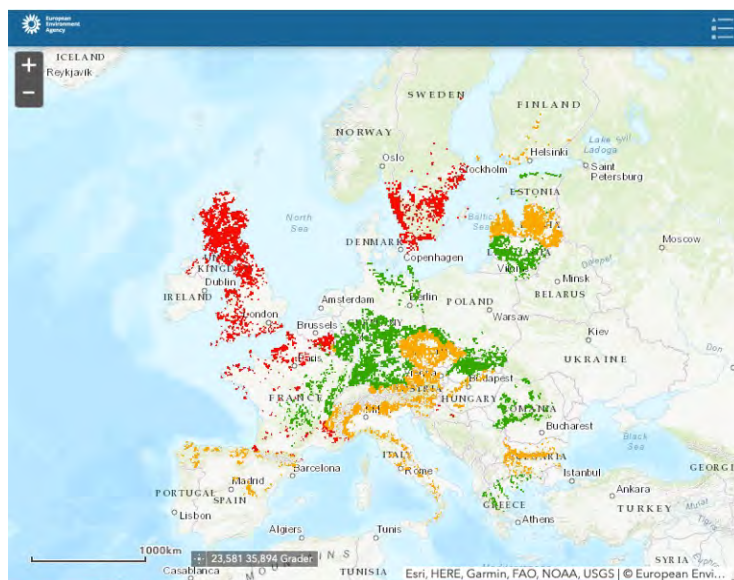 European
Environment
Agency
ICELAND
Reykjavík
+
−
SWEDEN
FINLAND
NORWAY
Lake
Ladoga
Oslo
Helsinki
Stockholm
Saint
Petersburg
ESTONIA
North
Sea
Baltic
Sea
Moscow
DENMARK
Copenhagen
KINGDOM
Dublin
IRELAND
Minsk
BELARUS
London
Amsterdam
Berlin
POLAND
Warsaw
Brussels
Kiev
Don
Paris
UKRAINE
Budapest
HUNGARY
FRANCE
ROMANIA
Bucharest
Black
Sea
ITALY
Rome
Barcelona
Istanbul
GEORG
Madrid
PORTUGAL
SPAIN
Ankara
TURKEY
GREECE
Lisbon
Athens
Algiers
Tunis
1000km
23,581 35,894 Grader
Casablanca
TUNISIA
SYRIA
Esri, HERE, Garmin, FAO, NOAA, USGS | © European Envi...